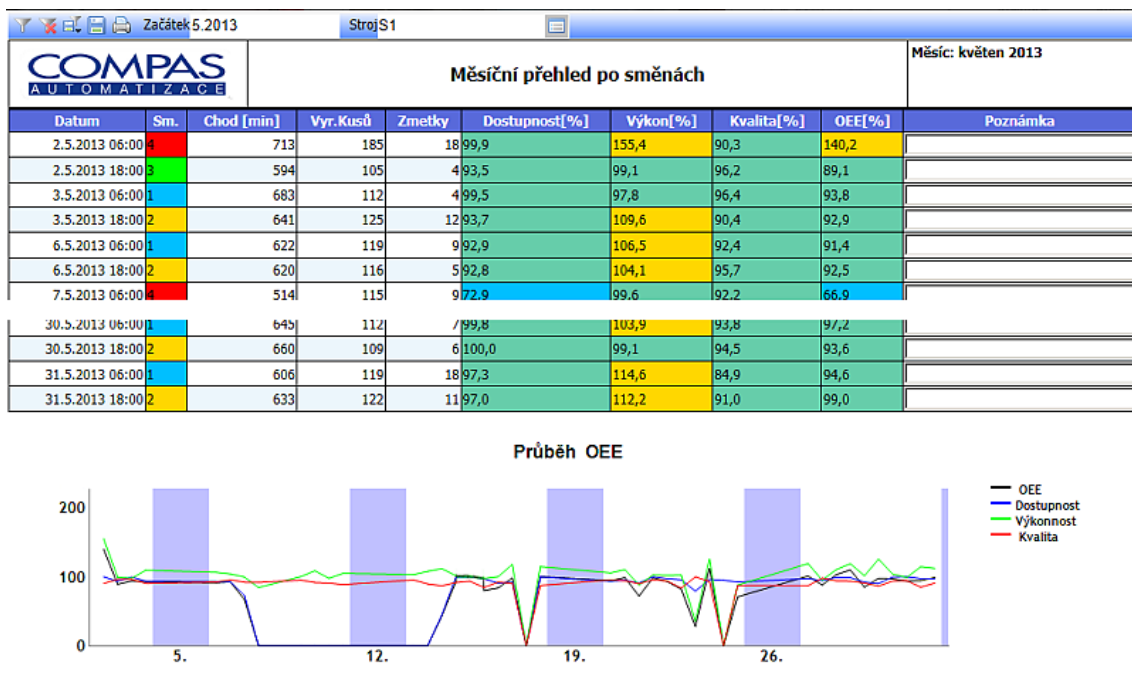 Začátek 5.2013 Stroj S1
COMPAS
AUTOMATIZACE
Měsíční přehled po směnách
Měsíc: květen 2013
Datum Sm. Chod [min] Vyr.Kusů Zmetky Dostupnost[%] Výkon[%] Kvalita[%] OEE[%] Poznámka
2.5.2013 06:00 4 713 185 18 99,9 155,4 90,3 140,2
2.5.2013 18:00 3 594 105 4 93,5 99,1 96,2 89,1
3.5.2013 06:00 1 683 112 4 99,5 97,8 96,4 93,8
3.5.2013 18:00 2 641 125 12 93,7 109,6 90,4 92,9
6.5.2013 06:00 1 622 119 9 92,9 106,5 92,4 91,4
6.5.2013 18:00 2 620 116 5 92,8 104,1 95,7 92,5
7.5.2013 06:00 4 514 115 9 72,9 99,6 92,2 66,9
30.5.2013 06:00 1 645 112 7 99,8 103,9 93,8 97,2
30.5.2013 18:00 2 660 109 6 100,0 99,1 94,5 93,6
31.5.2013 06:00 1 606 119 18 97,3 114,6 84,9 94,6
31.5.2013 18:00 2 633 122 11 97,0 112,2 91,0 99,0
Průběh OEE
200
100
0
5. 12. 19. 26.
OEE
Dostupnost
Výkonnost
Kvalita